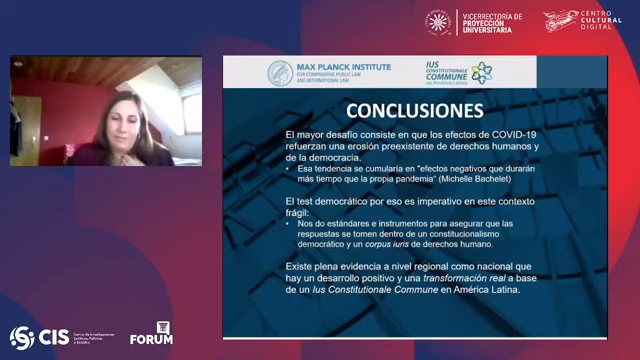 VICERRECTORÍA DE
PROYECCIÓN
UNIVERSITARIA
CENTRO
CULTURAL
DIGITAL
MAX PLANCK INSTITUTE
FOR COMPARATIVE PUBLIC LAW
AND INTERNATIONAL LAW
IUS
CONSTITUTIONALE
COMMUNE
CONCLUSIONES
El mayor desafío consiste en que los efectos de COVID-19
refuerzan una erosión preexistente de derechos humanos y
de la democracia.
• Esa tendencia se cumularía en "efectos negativos que durarán
más tiempo que la propia pandemia" (Michelle Bachelet)
El test democrático por eso es imperativo en este contexto
frágil:
• Nos do estándares e instrumentos para asegurar que las
respuestas se tomen dentro de un constitucionalismo
democrático y un corpus iuris de derechos humano.
Existe plena evidencia a nivel regional como nacional que
hay un desarrollo positivo y una transformación real a base
de un Ius Constitutionale Commune en América Latina.
CIS
Centro de Investigaciones
Jurídicas, Políticas
y Sociales
FORUM